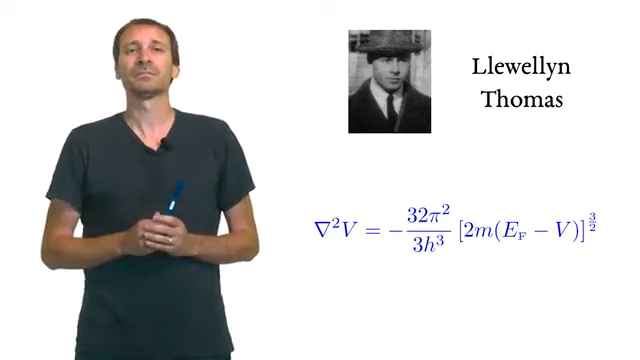 Llewellyn
Thomas
∇²V = −32π²/3h³ [2m(E_F − V)]^{3/2}